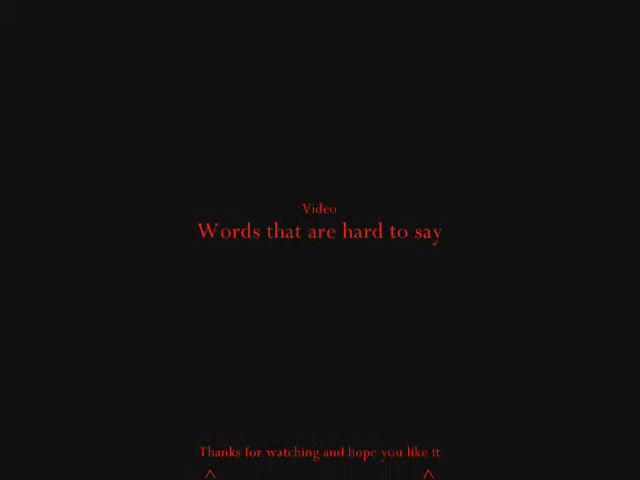 Video
Words that are hard to say
Thanks for watching and hope you like it
^ ^